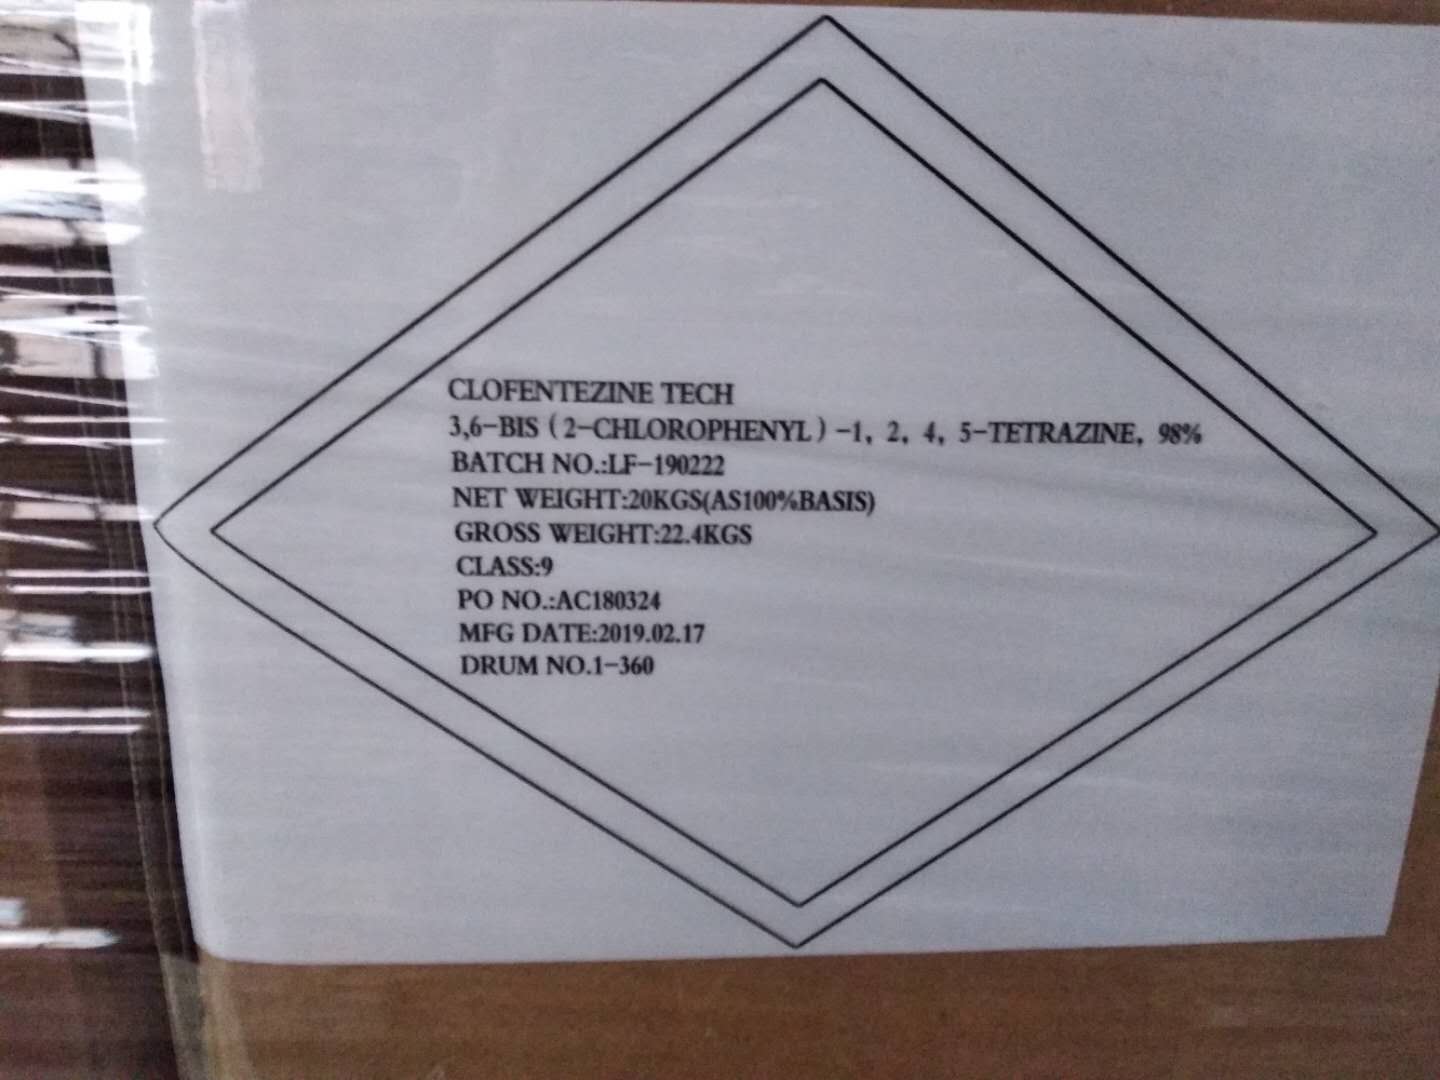 CLOFENTEZINE TECH
3,6-BIS（2-CHLOROPHENYL）-1, 2, 4, 5-TETRAZINE, 98%
BATCH NO.:LF-190222
NET WEIGHT:20KGS(AS100%BASIS)
GROSS WEIGHT:22.4KGS
CLASS:9
PO NO.:AC180324
MFG DATE:2019.02.17
DRUM NO.1-360